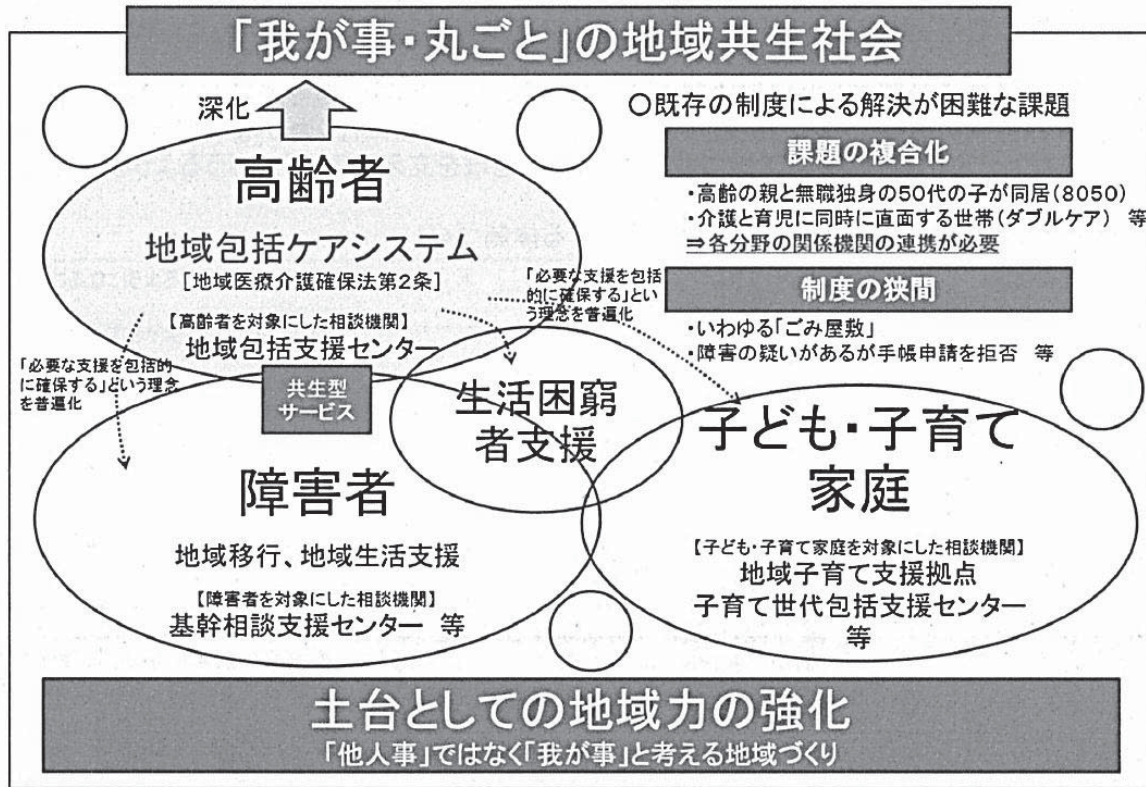 「我が事・丸ごと」の地域共生社会
深化
高齢者
地域包括ケアシステム
[地域医療介護確保法第2条]
【高齢者を対象にした相談機関】
地域包括支援センター
「必要な支援を包括的
に確保する」という理念
を普遍化
「必要な支援を包括
的に確保する」とい
う理念を普遍化
共生型
サービス
生活困窮
者支援
障害者
地域移行、地域生活支援
【障害者を対象にした相談機関】
基幹相談支援センター 等
〇既存の制度による解決が困難な課題
課題の複合化
・高齢の親と無職独身の50代の子が同居(8050)
・介護と育児に同時に直面する世帯(ダブルケア) 等
⇒各分野の関係機関の連携が必要
制度の狭間
・いわゆる「ごみ屋敷」
・障害の疑いがあるが手帳申請を拒否 等
子ども・子育て
家庭
【子ども・子育て家庭を対象にした相談機関】
地域子育て支援拠点
子育て世代包括支援センター
等
土台としての地域力の強化
「他人事」ではなく「我が事」と考える地域づくり